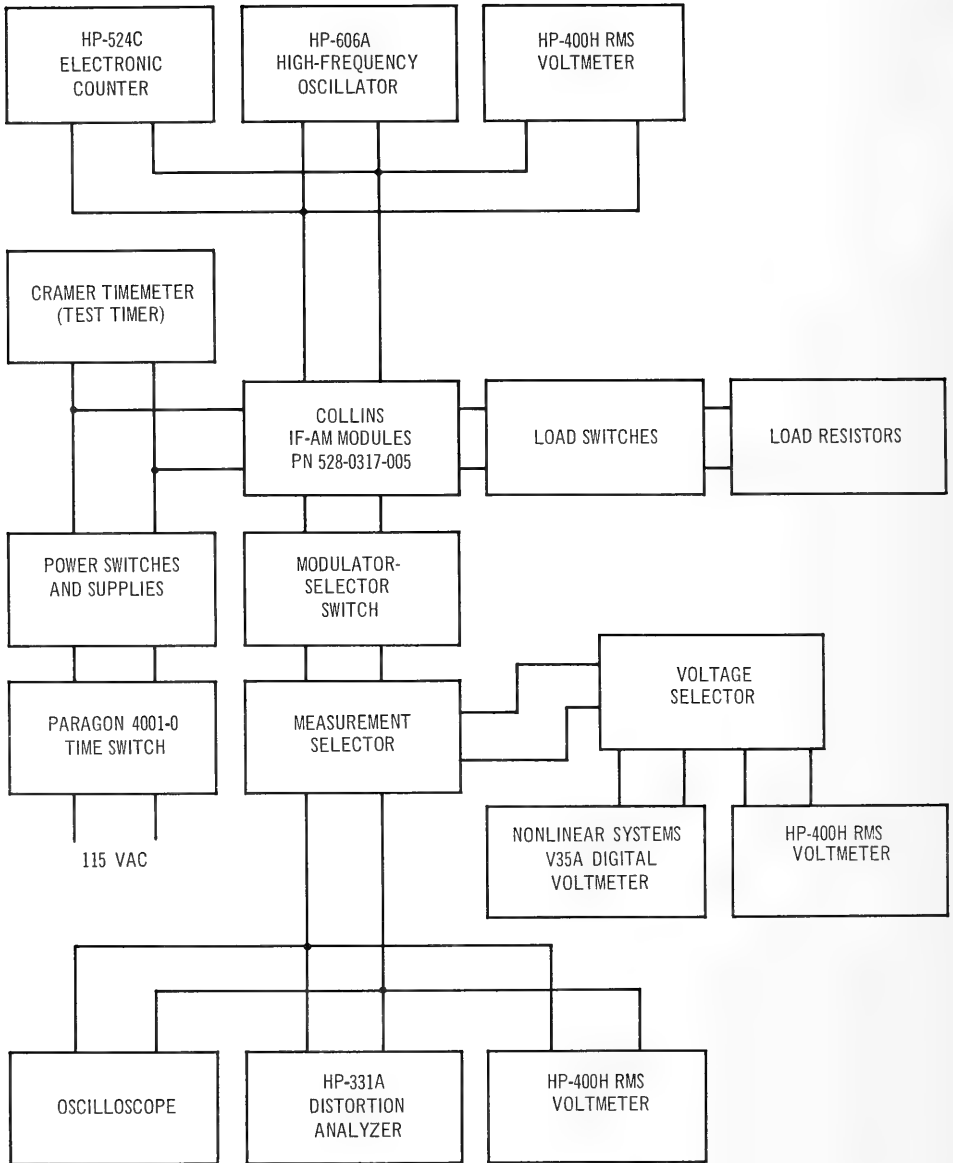 HP-524C
ELECTRONIC
COUNTER
HP-606A
HIGH-FREQUENCY
OSCILLATOR
HP-400H RMS
VOLTMETER
CRAMER TIMEMETER
(TEST TIMER)
COLLINS
IF-AM MODULES
PN 528-0317-005
LOAD SWITCHES
LOAD RESISTORS
POWER SWITCHES
AND SUPPLIES
MODULATOR-
SELECTOR
SWITCH
PARAGON 4001-0
TIME SWITCH
MEASUREMENT
SELECTOR
VOLTAGE
SELECTOR
115 VAC
NONLINEAR SYSTEMS
V35A DIGITAL
VOLTMETER
HP-400H RMS
VOLTMETER
OSCILLOSCOPE
HP-331A
DISTORTION
ANALYZER
HP-400H RMS
VOLTMETER